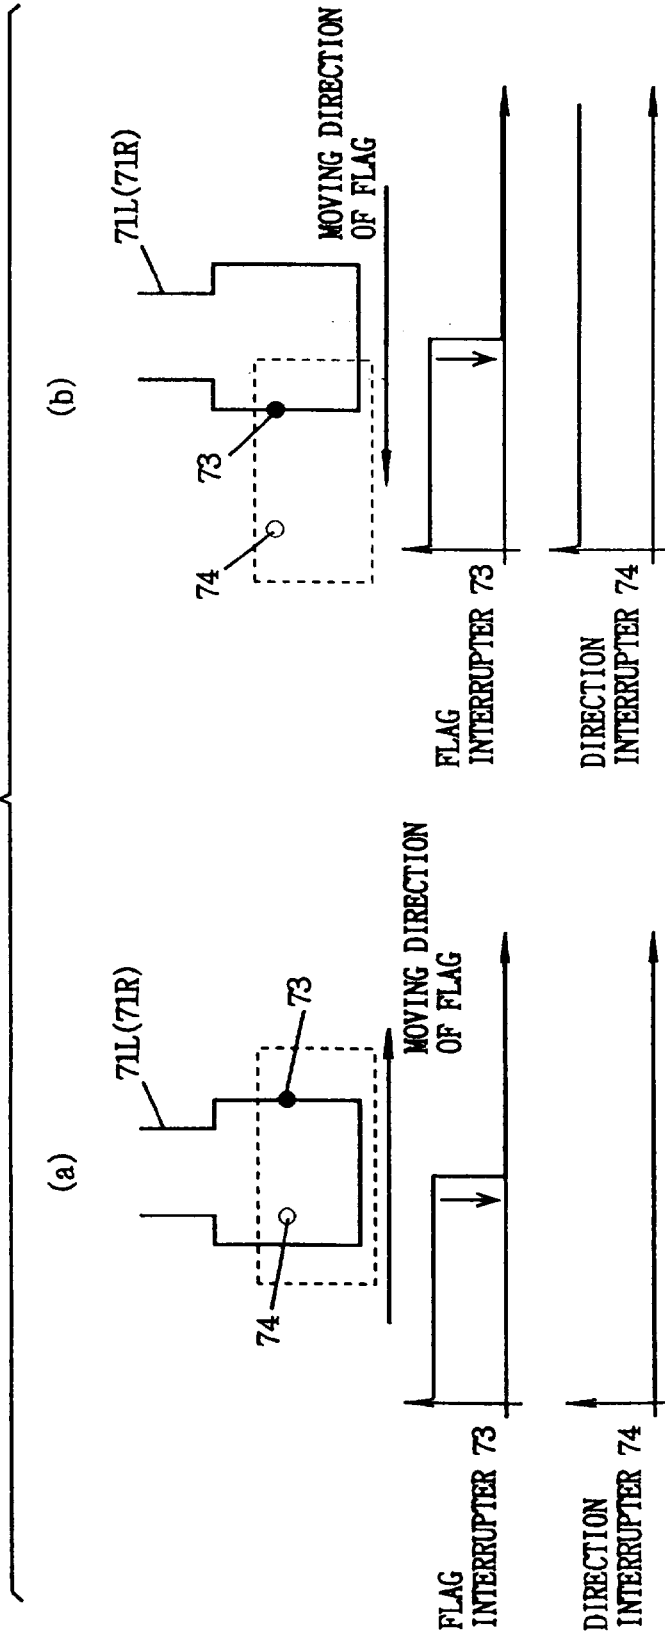 (a)
71L(71R)
73
74
MOVING DIRECTION
OF FLAG
FLAG
INTERRUPTER 73
DIRECTION
INTERRUPTER 74
(b)
71L(71R)
73
74
MOVING DIRECTION
OF FLAG
FLAG
INTERRUPTER 73
DIRECTION
INTERRUPTER 74